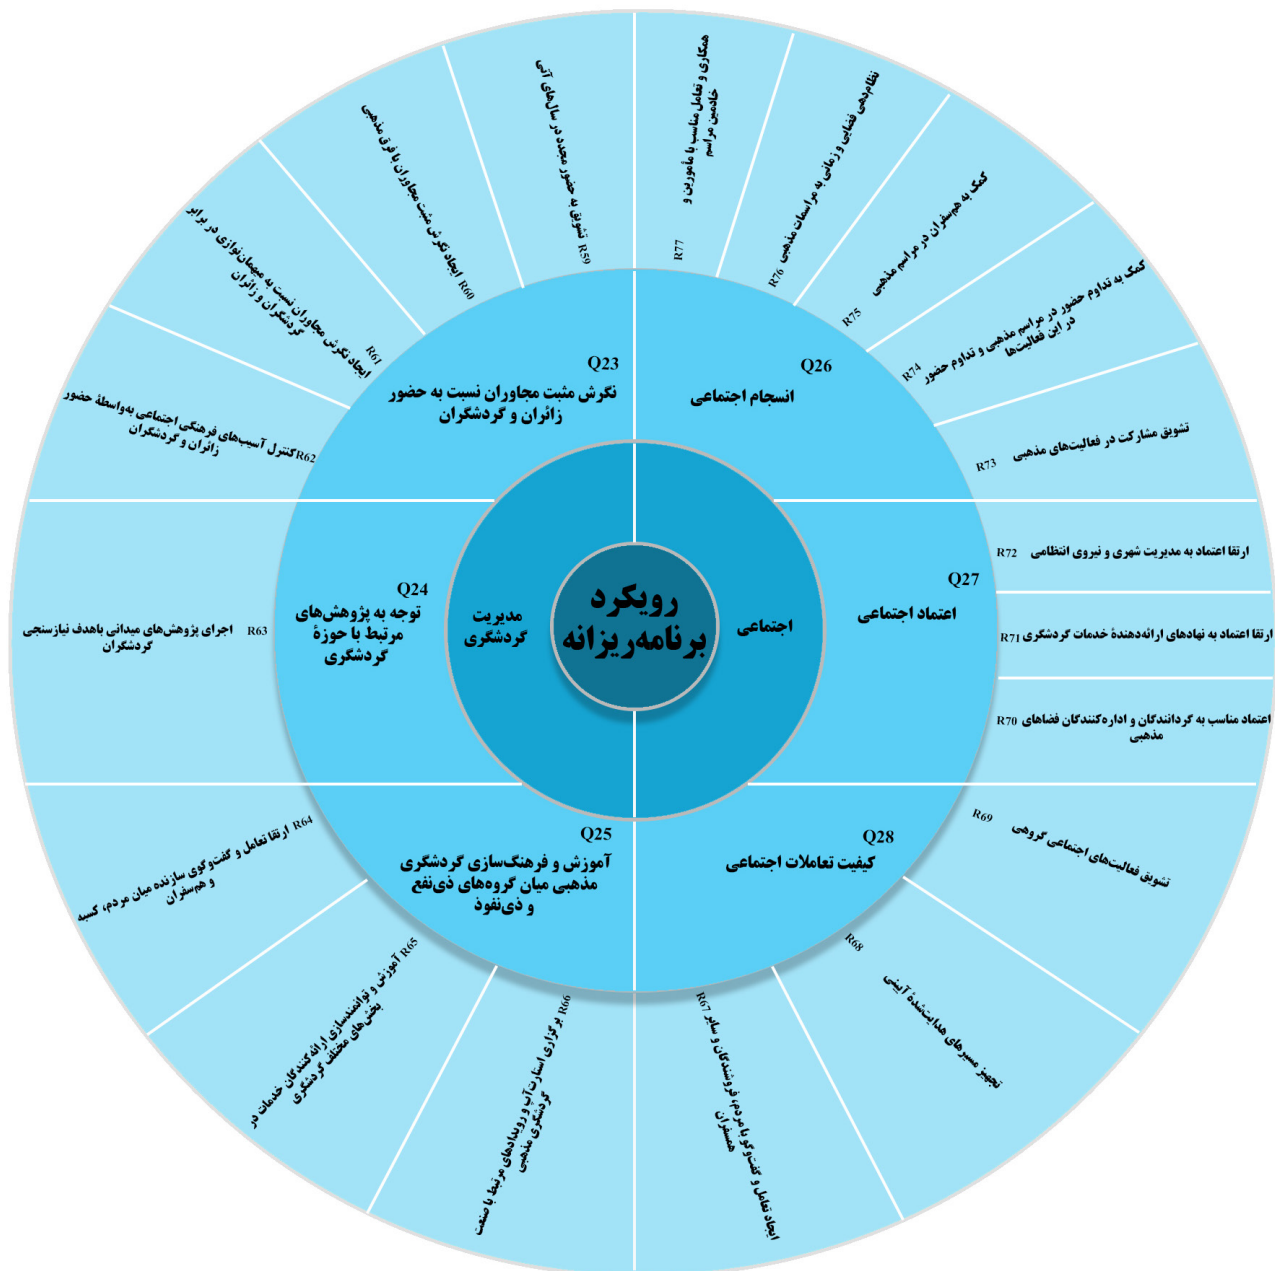 رویکرد
برنامه‌ریزانه
اجتماعی
مدیریت
گردشگری
Q23
نگرش مثبت مجاوران نسبت به حضور
زائران و گردشگران
Q24
توجه به پژوهش‌های
مرتبط با حوزهٔ
گردشگری
Q25
آموزش و فرهنگ‌سازی گردشگری
مذهبی میان گروه‌های ذی‌نفع
و ذی‌نفوذ
Q26
انسجام اجتماعی
Q27
اعتماد اجتماعی
Q28
کیفیت تعاملات اجتماعی
R59 تشویق به حضور مجدد در سال‌های آتی
R60 ایجاد نگرش مثبت مجاوران با فرق مذهبی
R61 ایجاد نگرش مجاوران نسبت به میهمان‌نوازی در برابر
گردشگران و زائران
R62 کنترل آسیب‌های فرهنگی اجتماعی به‌واسطهٔ حضور
زائران و گردشگران
R63 اجرای پژوهش‌های میدانی باهدف نیازسنجی
گردشگران
R64 ارتقا تعامل و گفت‌وگوی سازنده میان مردم، کسبه
و هم‌سفران
R65 آموزش و توانمندسازی ارائه‌کنندگان خدمات در
بخش‌های مختلف گردشگری
R66 برگزاری استارت‌آپ و رویدادهای مرتبط با صنعت
گردشگری مذهبی
R67 ایجاد تعامل و گفت‌وگو با مردم، فروشندگان و سایر
همسفران
R68 تجهیز مسیرهای هدایت‌شدهٔ آیینی
R69 تشویق فعالیت‌های اجتماعی گروهی
R70 اعتماد مناسب به گردانندگان و اداره‌کنندگان فضاهای
مذهبی
R71 ارتقا اعتماد به نهادهای ارائه‌دهندهٔ خدمات گردشگری
R72 ارتقا اعتماد به مدیریت شهری و نیروی انتظامی
R73 تشویق مشارکت در فعالیت‌های مذهبی
R74 کمک به تداوم حضور در مراسم مذهبی و تداوم حضور
در این فعالیت‌ها
R75 کمک به هم‌سفران در مراسم مذهبی
R76 نظام‌دهی فضایی و زمانی به مراسمات مذهبی
R77 همکاری و تعامل مناسب با مأمورین و
خادمین مراسم